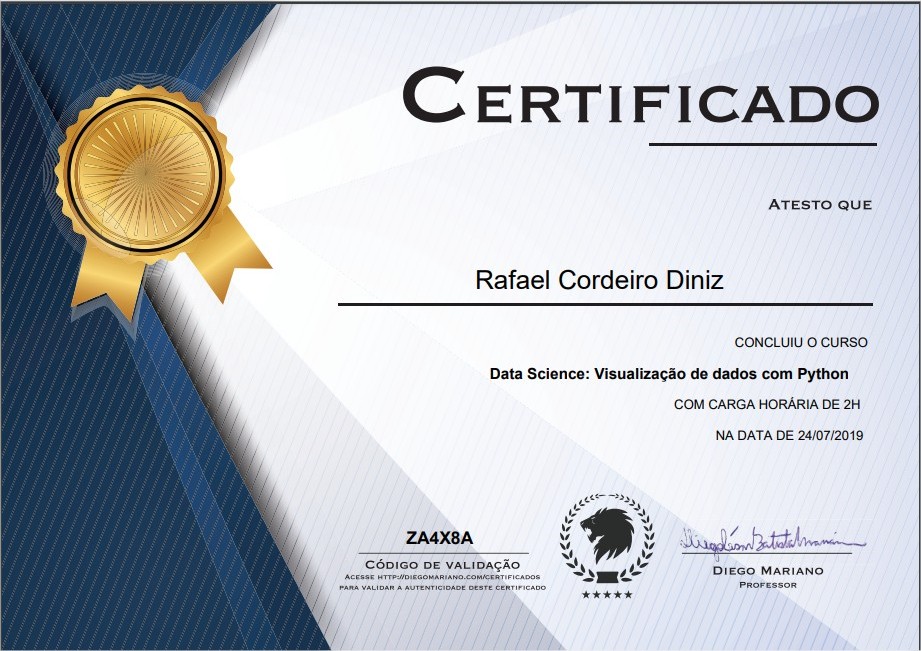 CERTIFICADO
ATESTO QUE
Rafael Cordeiro Diniz
CONCLUIU O CURSO
Data Science: Visualização de dados com Python
COM CARGA HORÁRIA DE 2H
NA DATA DE 24/07/2019
ZA4X8A
CÓDIGO DE VALIDAÇÃO
ACESSE HTTP://DIEGOMARIANO.COM/CERTIFICADOS
PARA VALIDAR A AUTENTICIDADE DESTE CERTIFICADO
DIEGO MARIANO
PROFESSOR